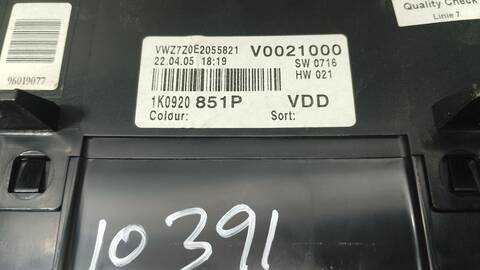 Quality Check
Linie 7
VWZ7Z0E2055821 V0021000
22.04.05 18:19 SW 0716
HW 021
96019077
1K0920 851P VDD
Colour: Sort:
10391